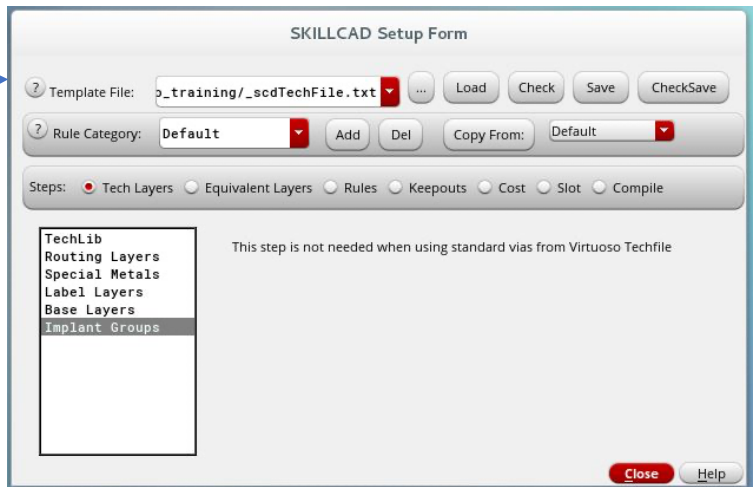 SKILLCAD Setup Form
? Template File: o_training/_scdTechFile.txt ... Load Check Save CheckSave
? Rule Category: Default Add Del Copy From: Default
Steps: Tech Layers Equivalent Layers Rules Keepouts Cost Slot Compile
TechLib
This step is not needed when using standard vias from Virtuoso Techfile
Routing Layers
Special Metals
Label Layers
Base Layers
Implant Groups
Close Help